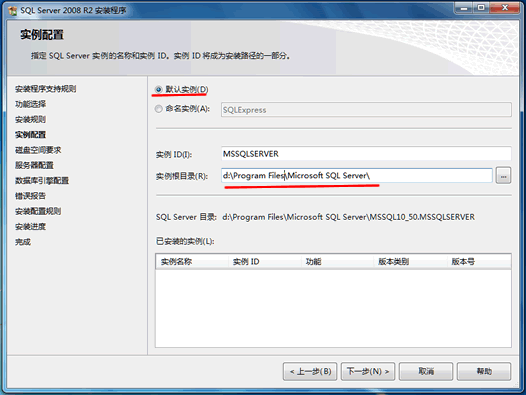 SQL Server 2008 R2 安装程序
实例配置
指定 SQL Server 实例的名称和实例 ID。实例 ID 将成为安装路径的一部分。
安装程序支持规则
功能选择
安装规则
实例配置
磁盘空间要求
服务器配置
数据库引擎配置
错误报告
安装配置规则
安装进度
完成
默认实例(D)
命名实例(A): SQLExpress
实例 ID(I): MSSQLSERVER
实例根目录(R): d:\Program Files\Microsoft SQL Server\ ...
SQL Server 目录: d:\Program Files\Microsoft SQL Server\MSSQL10_50.MSSQLSERVER
已安装的实例(L):
实例名称 实例 ID 功能 版本类别 版本号
< 上一步(B) 下一步(N) > 取消 帮助